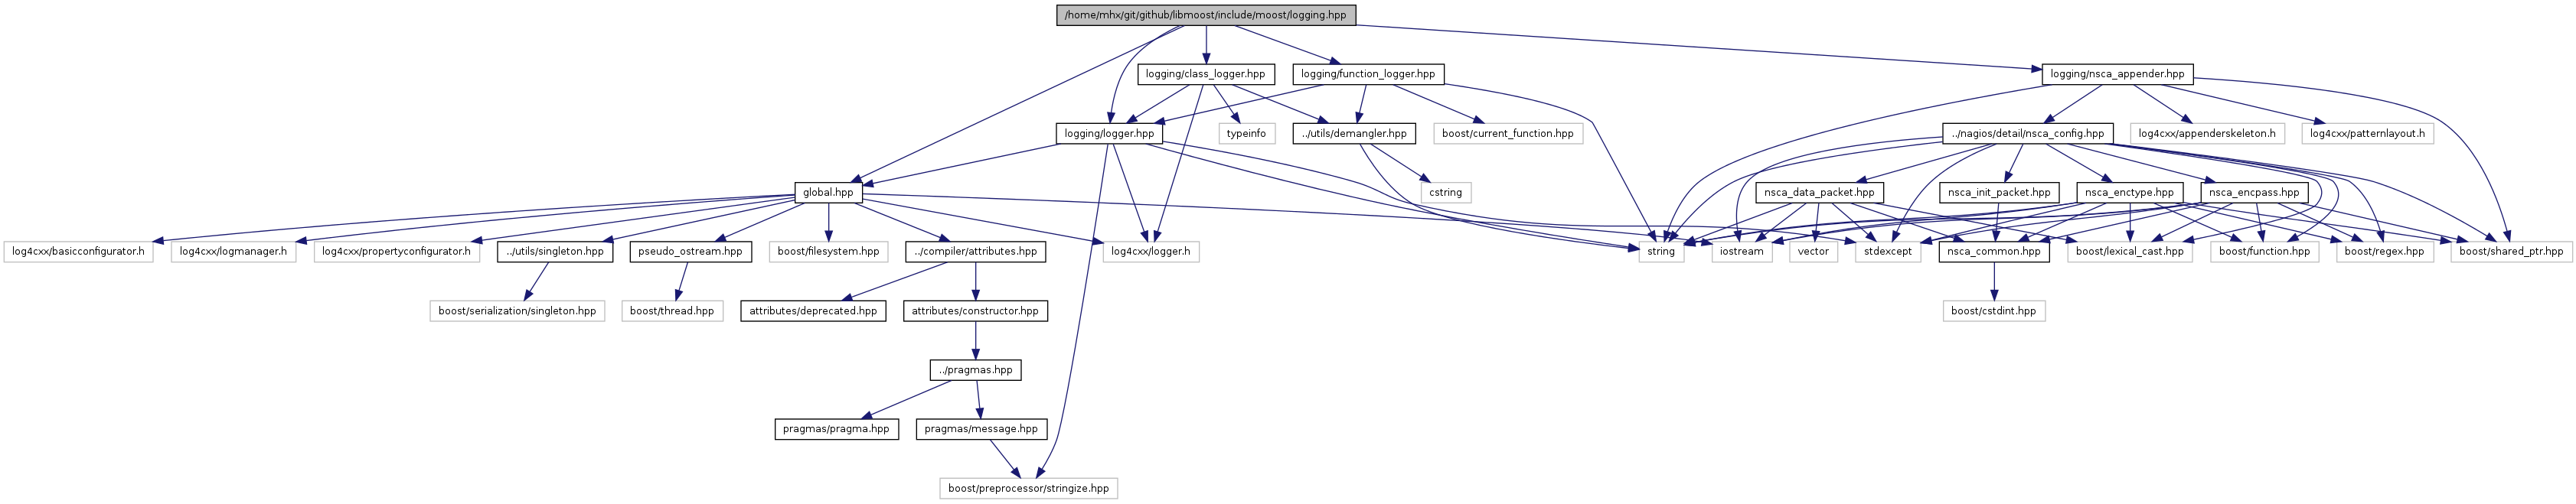 /home/mhx/git/github/libmoost/include/moost/logging.hpp
logging/class_logger.hpp
logging/function_logger.hpp
logging/nsca_appender.hpp
logging/logger.hpp
typeinfo
../utils/demangler.hpp
boost/current_function.hpp
../nagios/detail/nsca_config.hpp
log4cxx/appenderskeleton.h
log4cxx/patternlayout.h
global.hpp
cstring
nsca_data_packet.hpp
nsca_init_packet.hpp
nsca_enctype.hpp
nsca_encpass.hpp
log4cxx/basicconfigurator.h
log4cxx/logmanager.h
log4cxx/propertyconfigurator.h
../utils/singleton.hpp
pseudo_ostream.hpp
boost/filesystem.hpp
../compiler/attributes.hpp
log4cxx/logger.h
string
iostream
vector
stdexcept
nsca_common.hpp
boost/lexical_cast.hpp
boost/function.hpp
boost/regex.hpp
boost/shared_ptr.hpp
boost/serialization/singleton.hpp
boost/thread.hpp
attributes/deprecated.hpp
attributes/constructor.hpp
boost/cstdint.hpp
../pragmas.hpp
pragmas/pragma.hpp
pragmas/message.hpp
boost/preprocessor/stringize.hpp